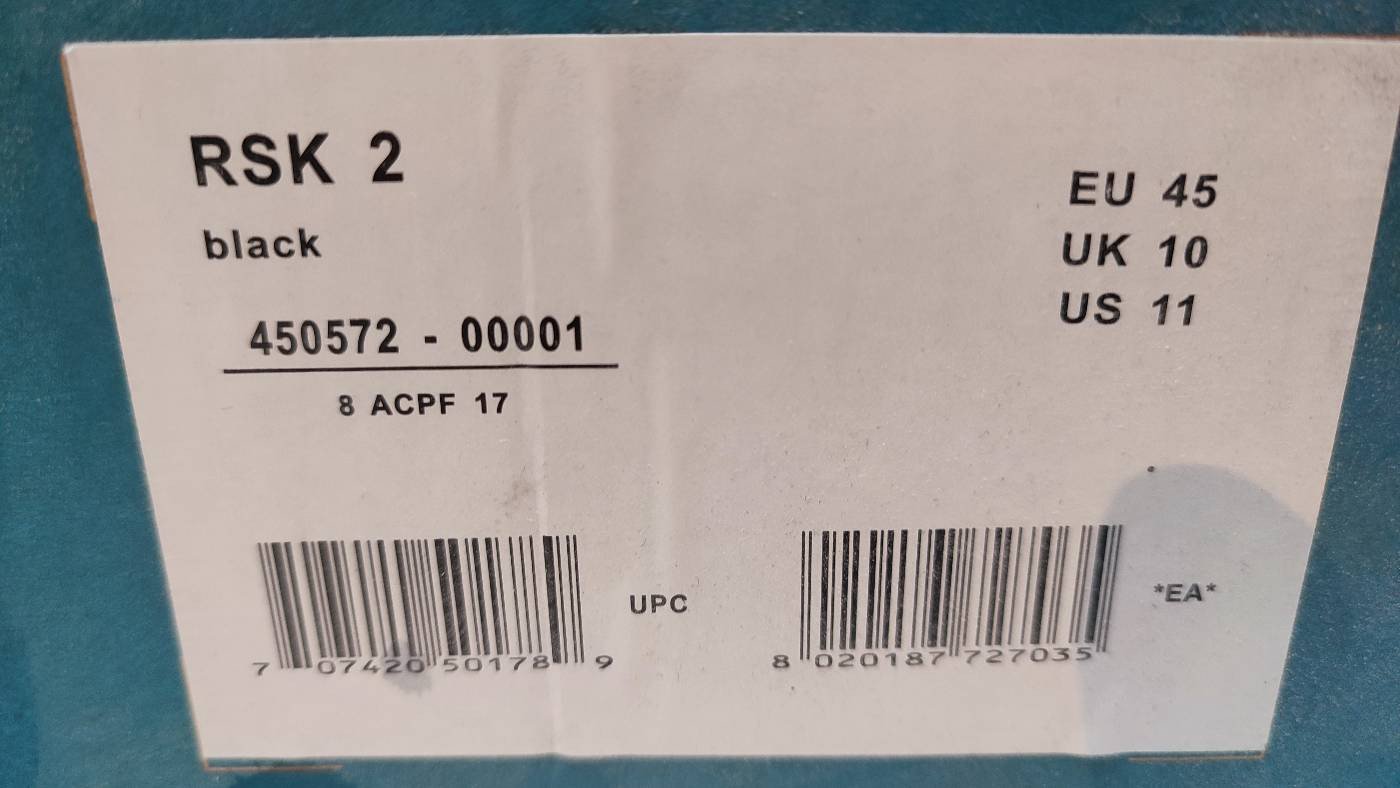 RSK 2
black
450572 - 00001
8 ACPF 17
EU 45
UK 10
US 11
7 07420 50178 9
UPC
8 020187 727035
*EA*